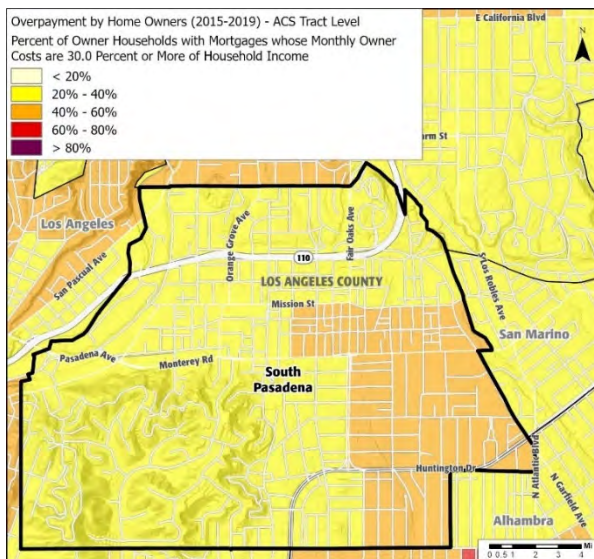 Overpayment by Home Owners (2015-2019) - ACS Tract Level
Percent of Owner Households with Mortgages whose Monthly Owner
Costs are 30.0 Percent or More of Household Income
< 20%
20% - 40%
40% - 60%
60% - 80%
> 80%
E California Blvd
N
arm St
Los Angeles
San Pascual Ave
Orange Grove Ave
Fair Oaks Ave
110
LOS ANGELES COUNTY
S Los Robles Ave
Mission St
San Marino
Pasadena Ave
Monterey Rd
South
Pasadena
Huntington Dr
N Atlantic Blvd
N Garfield Ave
Alhambra
Mi
0 0.5 1 2 3 4